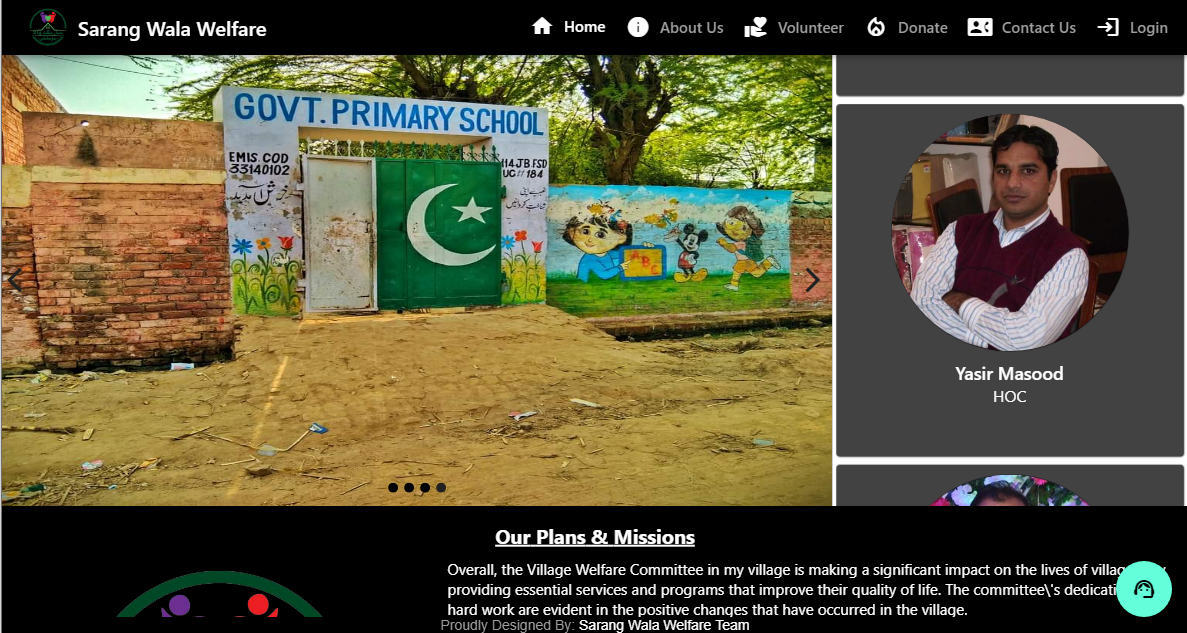 Sarang Wala Welfare
Home
About Us
Volunteer
Donate
Contact Us
Login
GOVT. PRIMARY SCHOOL
EMIS. COD
33140102
خوش آمدید
114 JB FSD
UC # 184
A B C
Yasir Masood
HOC
Our Plans & Missions
Overall, the Village Welfare Committee in my village is making a significant impact on the lives of
providing essential services and programs that improve their quality of life. The committee\'s
hard work are evident in the positive changes that have occurred in the village.
Proudly Designed By: Sarang Wala Welfare Team